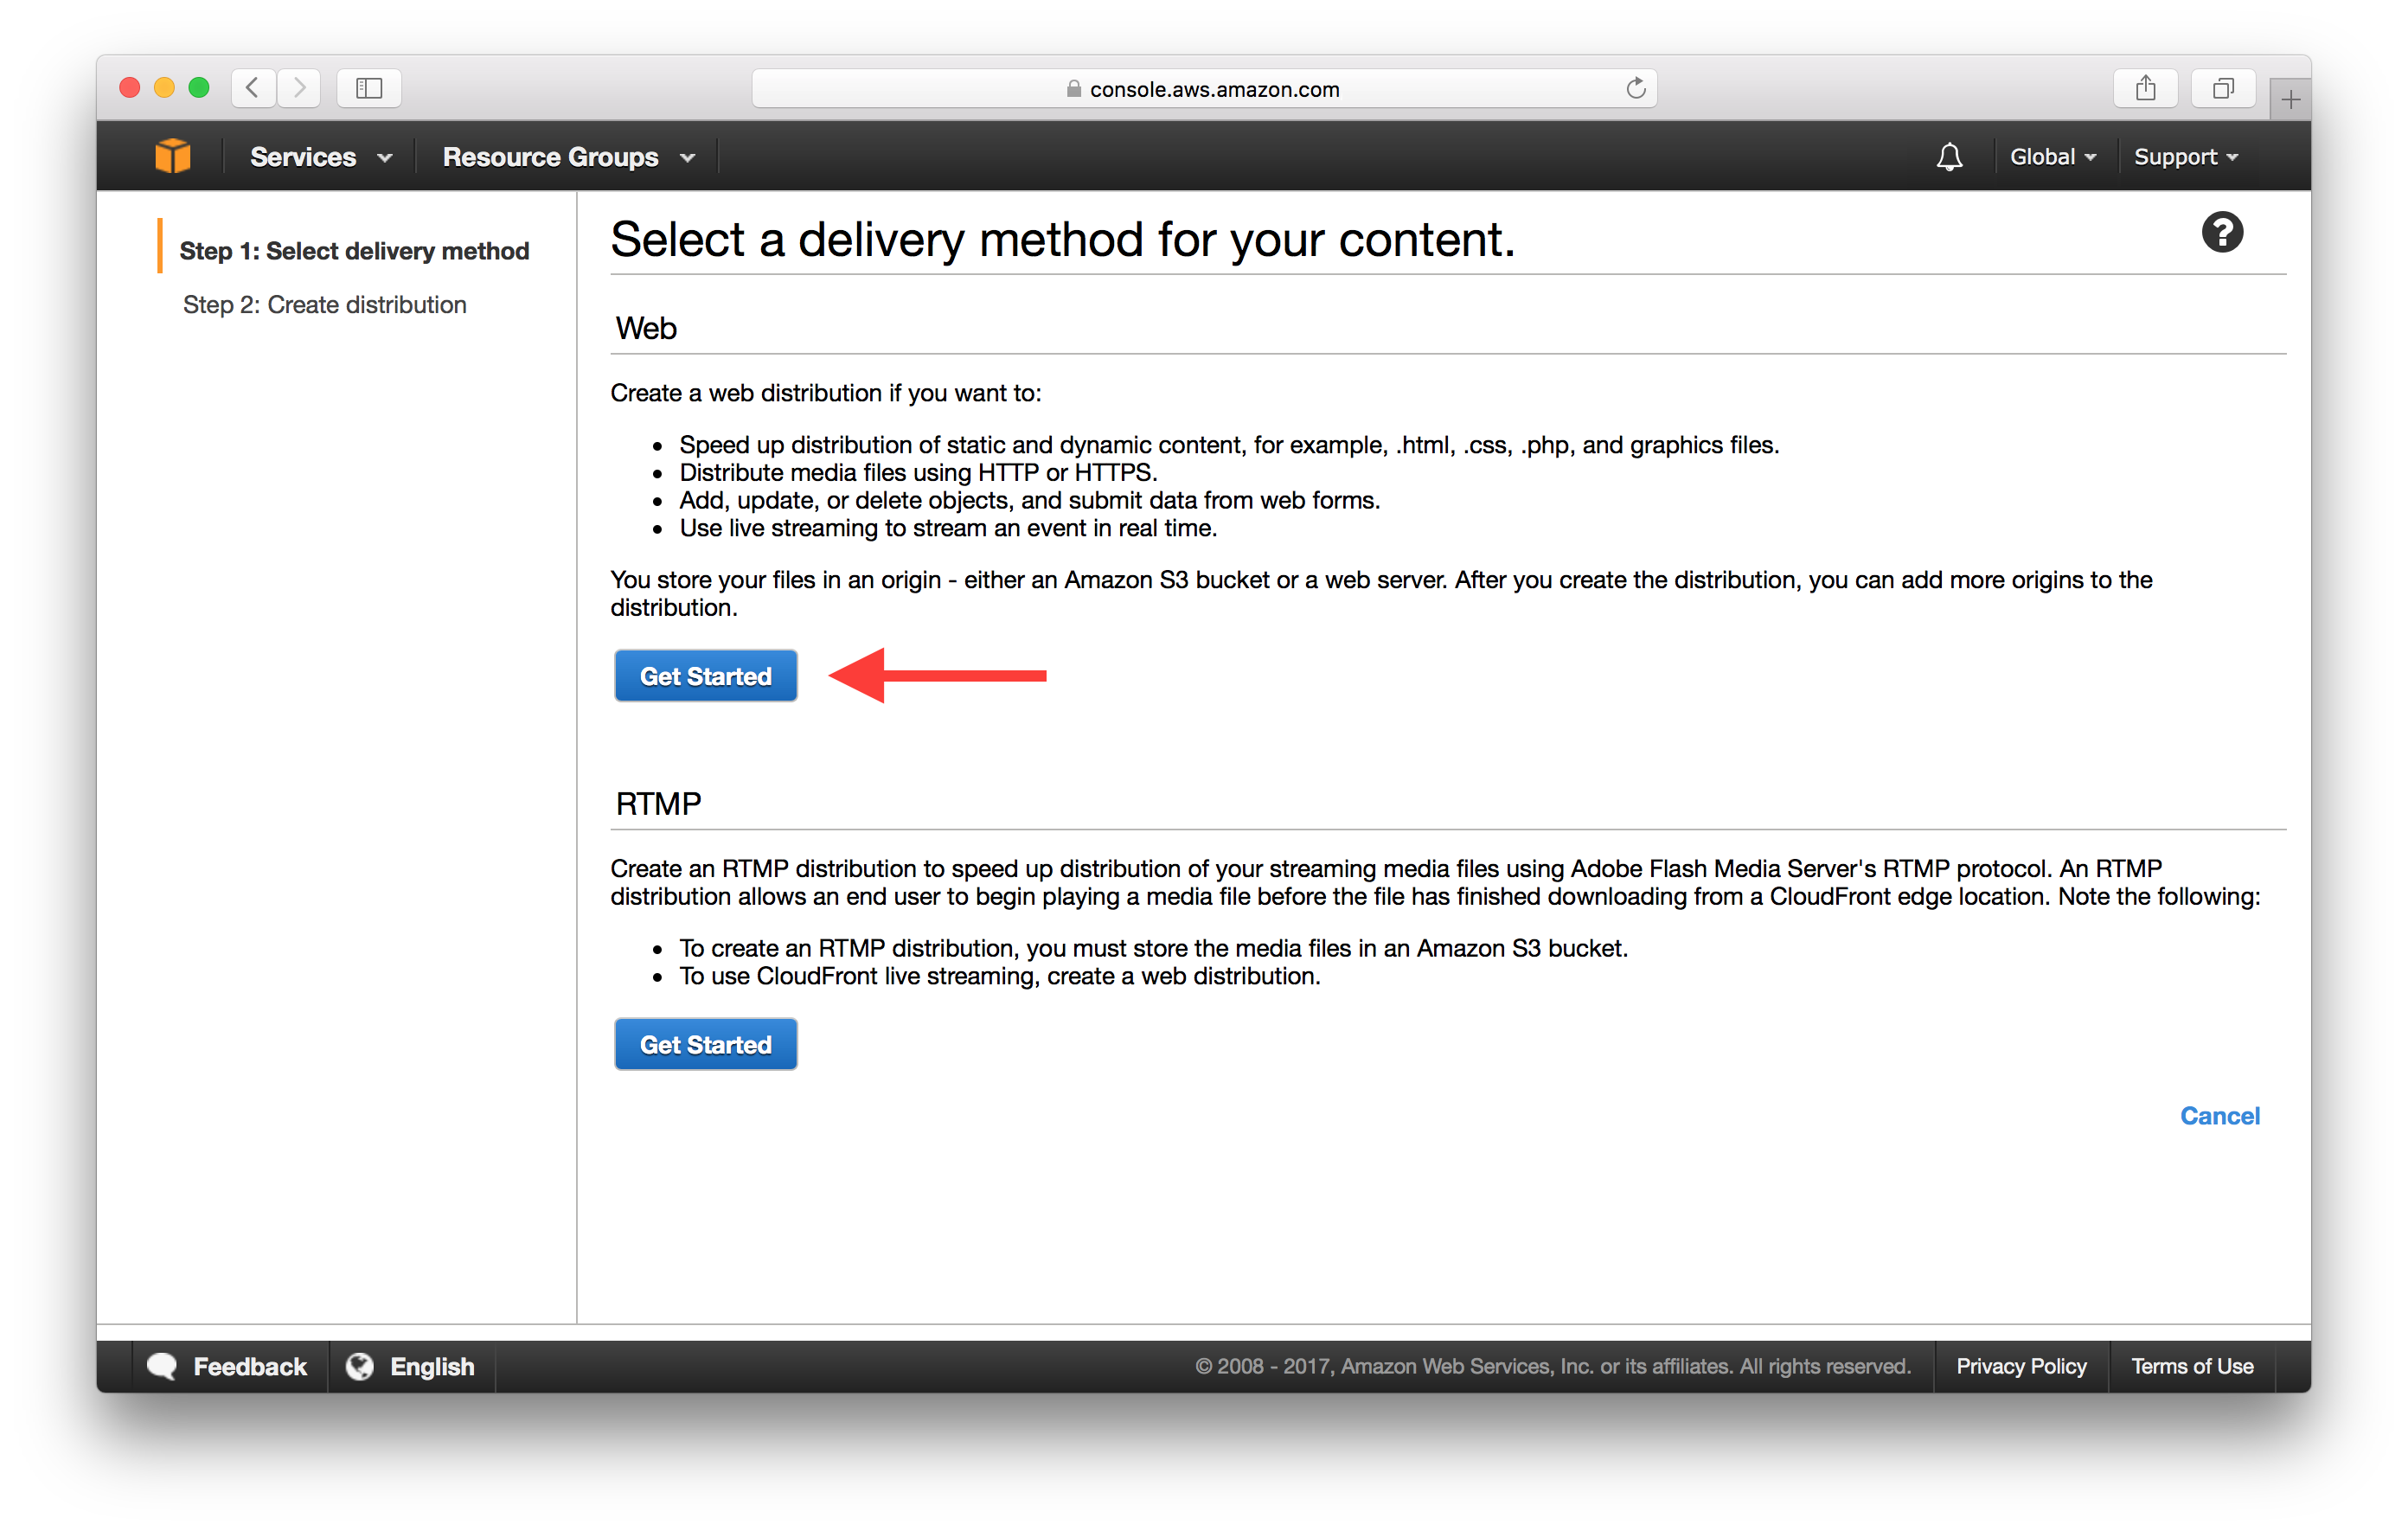 console.aws.amazon.com
Services
Resource Groups
Global
Support
Step 1: Select delivery method
Step 2: Create distribution
Select a delivery method for your content.
?
Web
Create a web distribution if you want to:
• Speed up distribution of static and dynamic content, for example, .html, .css, .php, and graphics files.
• Distribute media files using HTTP or HTTPS.
• Add, update, or delete objects, and submit data from web forms.
• Use live streaming to stream an event in real time.
You store your files in an origin - either an Amazon S3 bucket or a web server. After you create the distribution, you can add more origins to the
distribution.
Get Started
RTMP
Create an RTMP distribution to speed up distribution of your streaming media files using Adobe Flash Media Server's RTMP protocol. An RTMP
distribution allows an end user to begin playing a media file before the file has finished downloading from a CloudFront edge location. Note the following:
• To create an RTMP distribution, you must store the media files in an Amazon S3 bucket.
• To use CloudFront live streaming, create a web distribution.
Get Started
Cancel
Feedback
English
© 2008 - 2017, Amazon Web Services, Inc. or its affiliates. All rights reserved.
Privacy Policy
Terms of Use